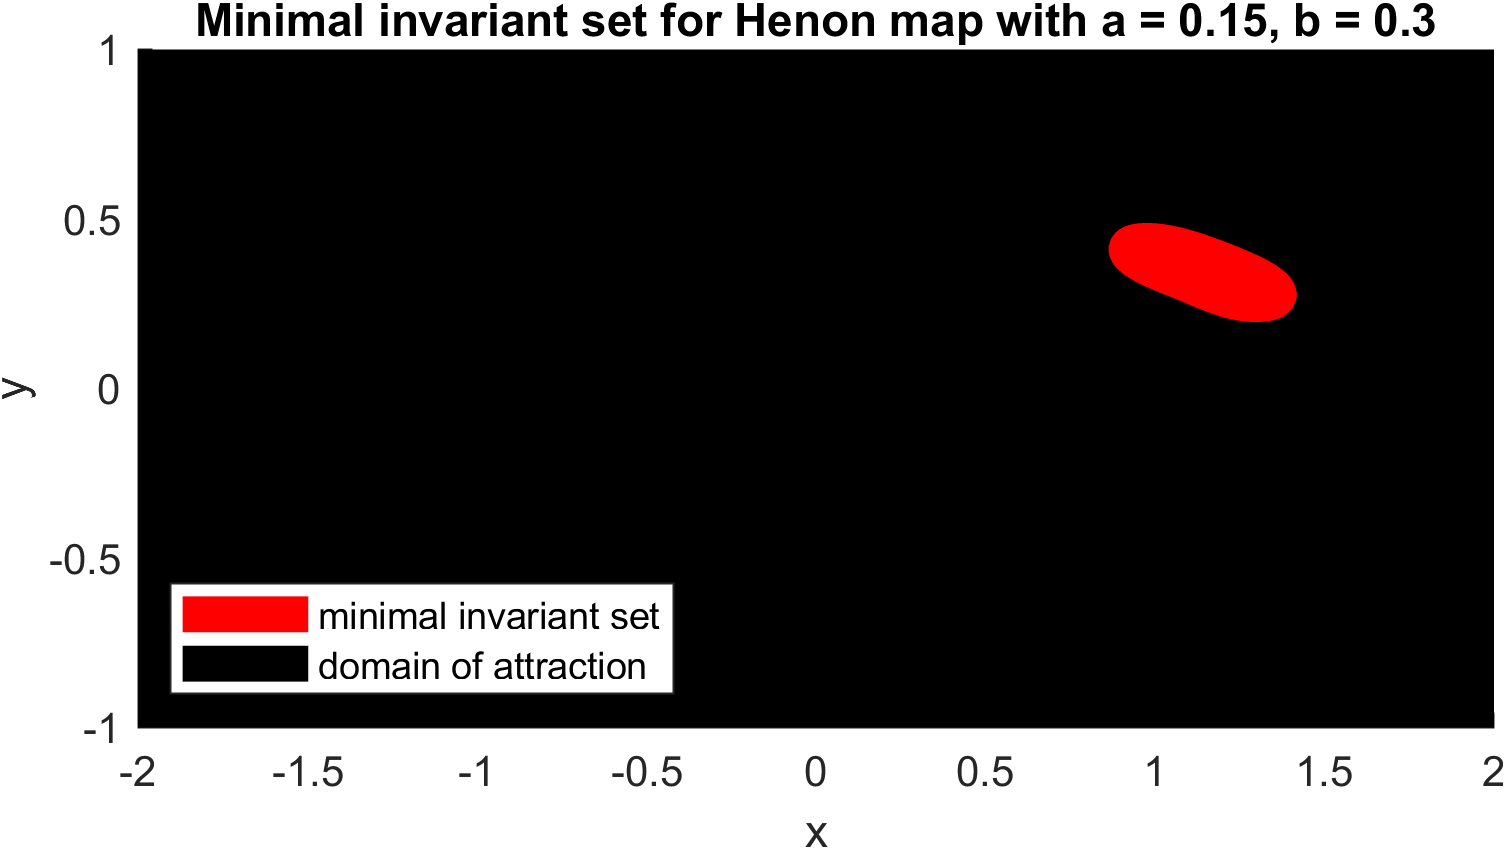 Minimal invariant set for Henon map with a = 0.15, b = 0.3
1
0.5
0
-0.5
-1
y
minimal invariant set
domain of attraction
-2 -1.5 -1 -0.5 0 0.5 1 1.5 2
x